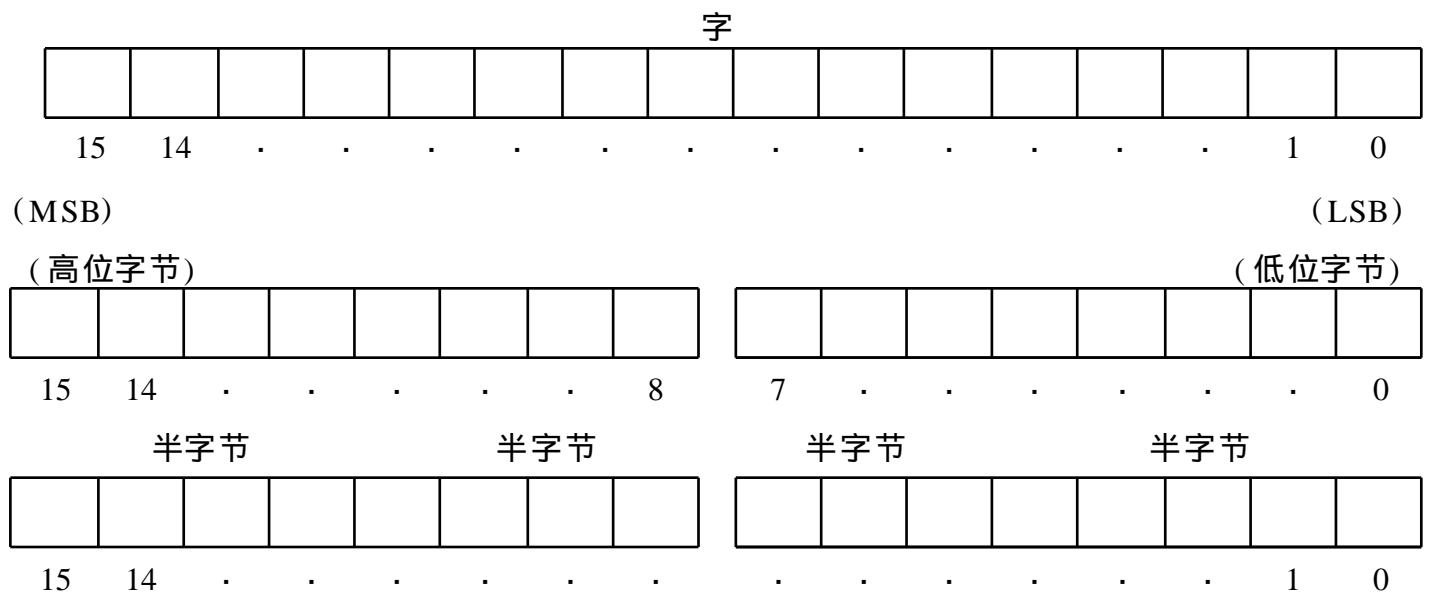 字
15 14 · · · · · · · · · · · · 1 0
(MSB) (LSB)
(高位字节) (低位字节)
15 14 · · · · · 8 7 · · · · · · 0
半字节 半字节 半字节 半字节
15 14 · · · · · · · · · · · · 1 0